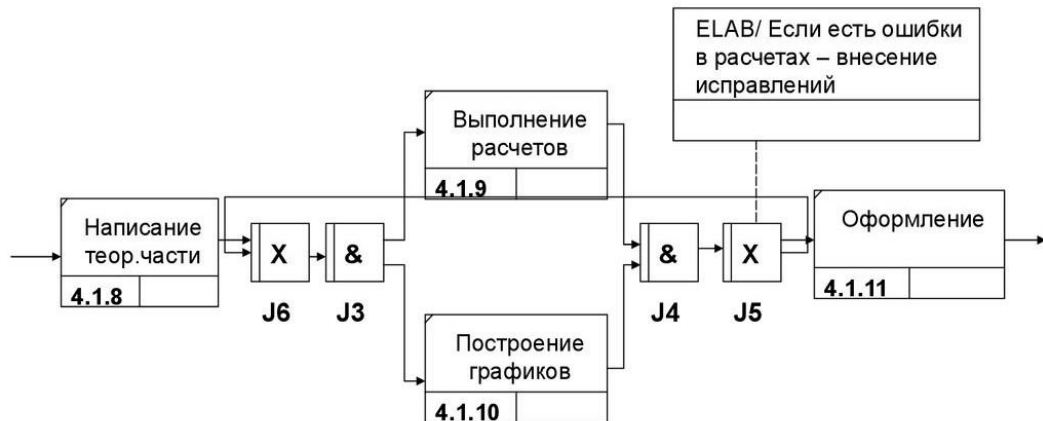 ELAB/ Если есть ошибки
в расчетах – внесение
исправлений
Выполнение
расчетов
4.1.9
Написание
теор.части
4.1.8
X
J6
&
J3
&
J4
X
J5
Оформление
4.1.11
Построение
графиков
4.1.10